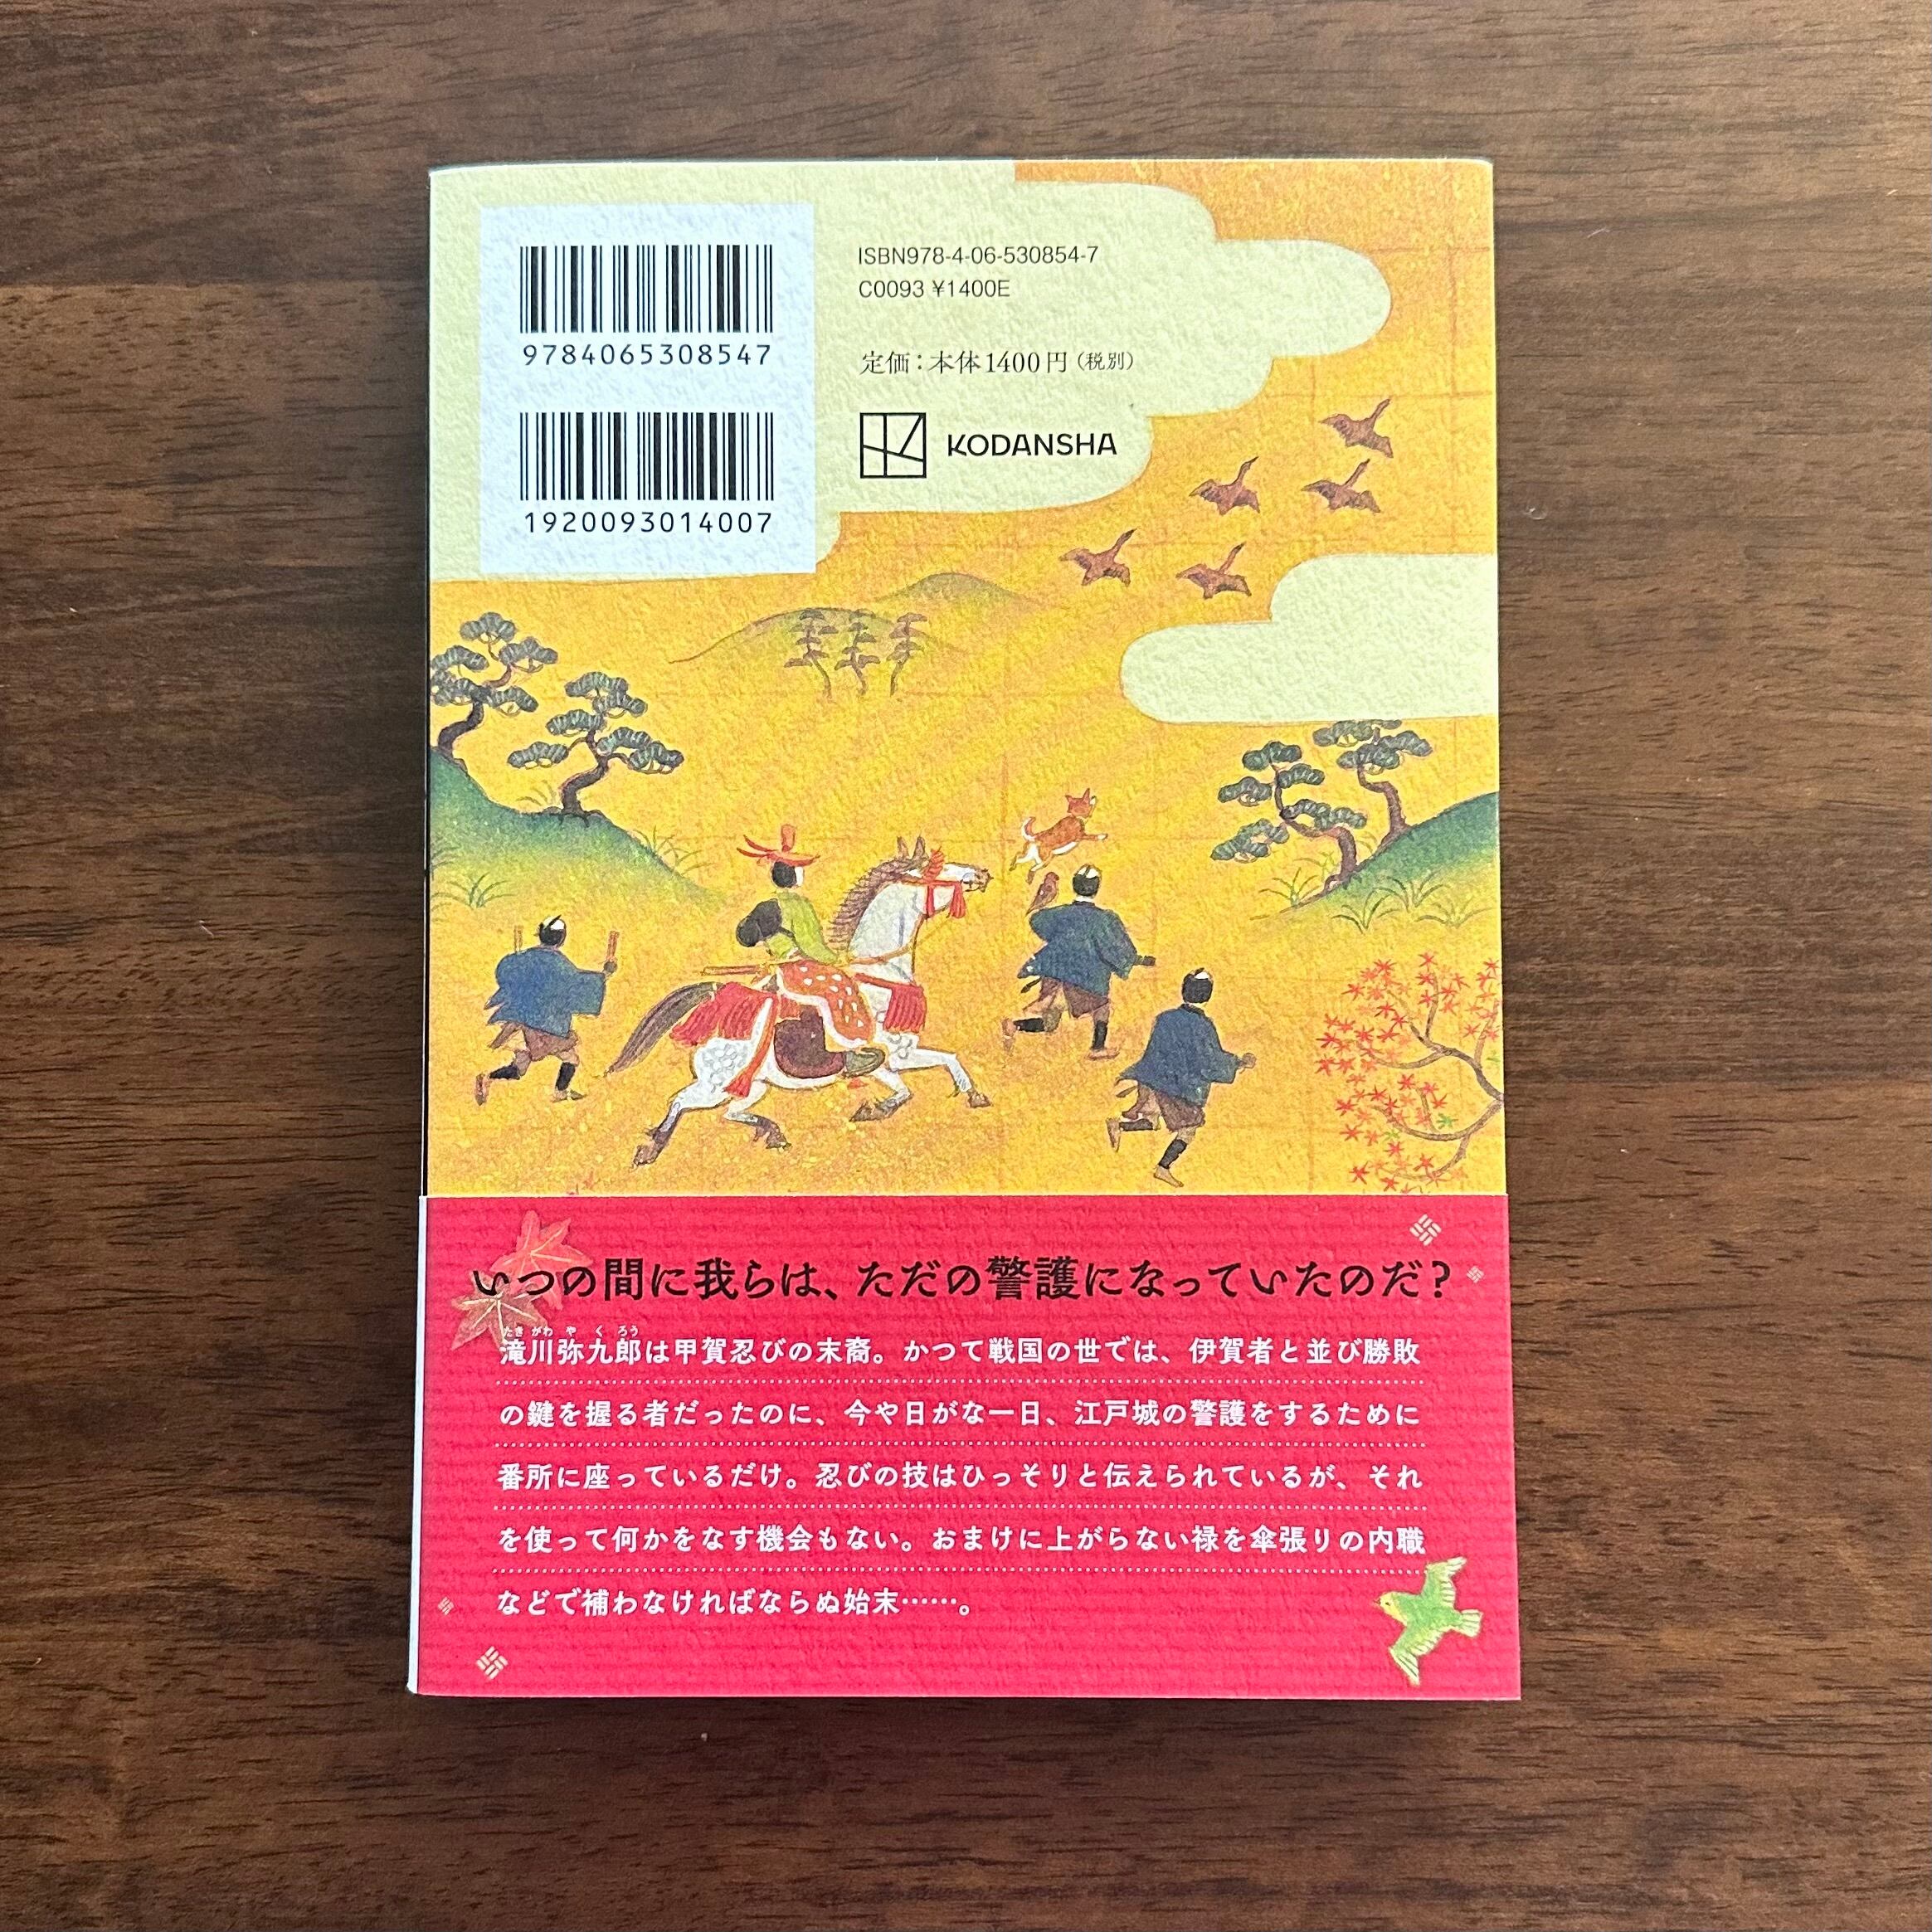 9784065308547
1920093014007
ISBN978-4-06-530854-7
C0093 ¥1400E
定価：本体1400円（税別）
KODANSHA
いつの間に我らは、ただの警護になっていたのだ？
たき がわ や く ろう
滝川弥九郎は甲賀忍びの末裔。かつて戦国の世では、伊賀者と並び勝敗
の鍵を握る者だったのに、今や日がな一日、江戸城の警護をするために
番所に座っているだけ。忍びの技はひっそりと伝えられているが、それ
を使って何かをなす機会もない。おまけに上がらない禄を傘張りの内職
などで補わなければならぬ始末……。